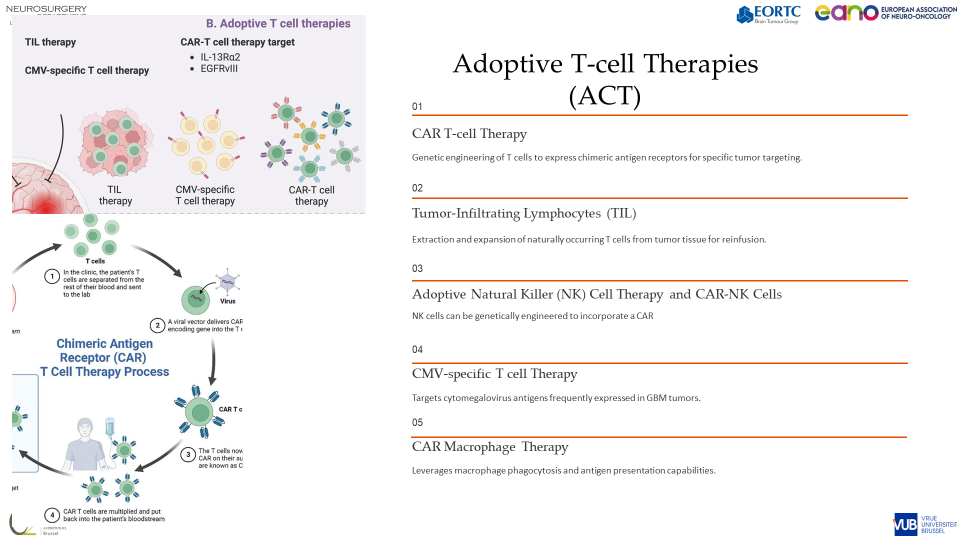 NEUROSURGERY
B. Adoptive T cell therapies
TIL therapy
CMV-specific T cell therapy
CAR-T cell therapy target
• IL-13Rα2
• EGFRvIII
TIL
therapy
CMV-specific
T cell therapy
CAR-T cell
therapy
T cells
1
In the clinic, the patient's T
cells are separated from the
rest of their blood and sent
to the lab
Virus
2
A viral vector delivers CAR
encoding gene into the T
Chimeric Antigen
Receptor (CAR)
T Cell Therapy Process
CAR T c
3
The T cells now
CAR on their su
are known as C
4
CAR T cells are multiplied and put
back into the patient's bloodstream
Brussel
EORTC
Brain Tumour Group
eano
EUROPEAN ASSOCIATION
OF NEURO-ONCOLOGY
Adoptive T-cell Therapies
(ACT)
01
CAR T-cell Therapy
Genetic engineering of T cells to express chimeric antigen receptors for specific tumor targeting.
02
Tumor-Infiltrating Lymphocytes (TIL)
Extraction and expansion of naturally occurring T cells from tumor tissue for reinfusion.
03
Adoptive Natural Killer (NK) Cell Therapy and CAR-NK Cells
NK cells can be genetically engineered to incorporate a CAR
04
CMV-specific T cell Therapy
Targets cytomegalovirus antigens frequently expressed in GBM tumors.
05
CAR Macrophage Therapy
Leverages macrophage phagocytosis and antigen presentation capabilities.
VUB
VRIJE
UNIVERSITEIT
BRUSSEL